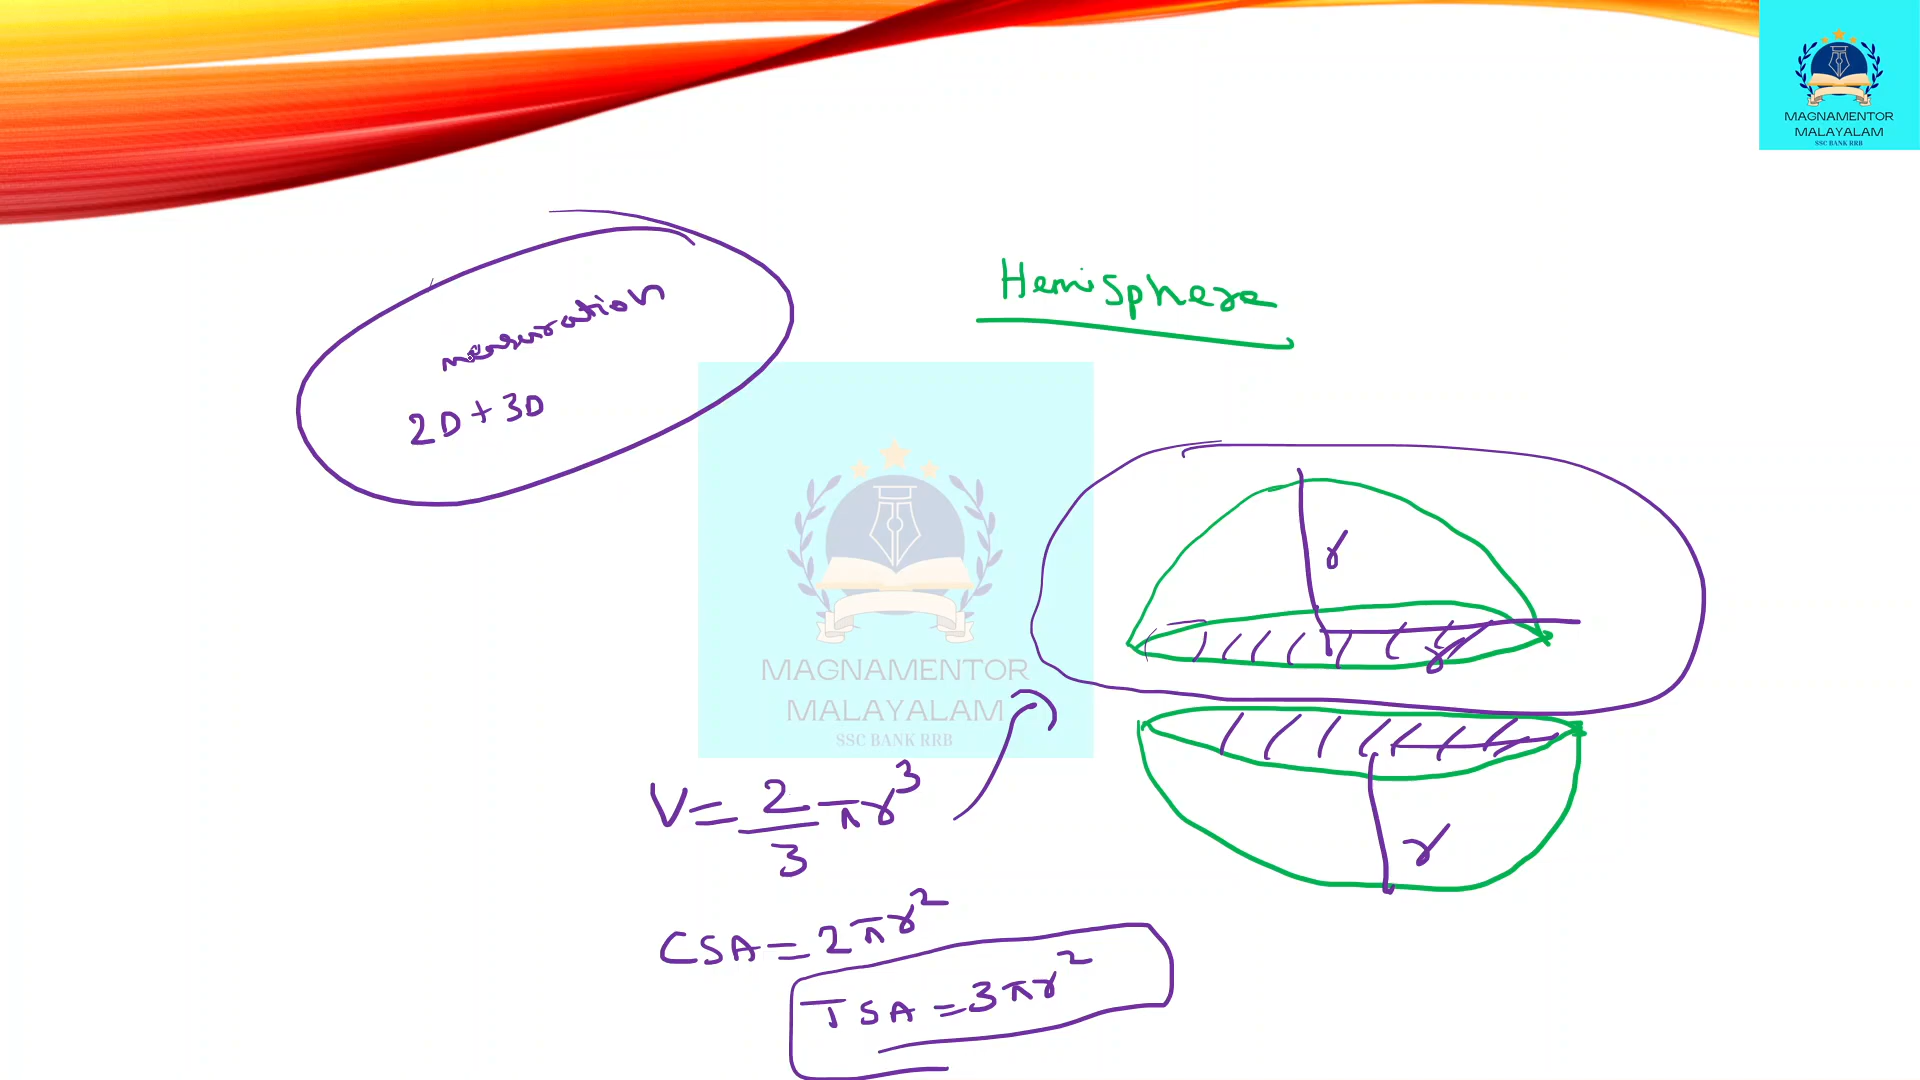 MAGNAMENTOR
MALAYALAM
SSC BANK RRB
mensuration
2D + 3D
Hemisphere
r
r
MAGNAMENTOR
MALAYALAM
SSC BANK RRB
V = 2/3 πr³
r
CSA = 2πr²
TSA = 3πr²